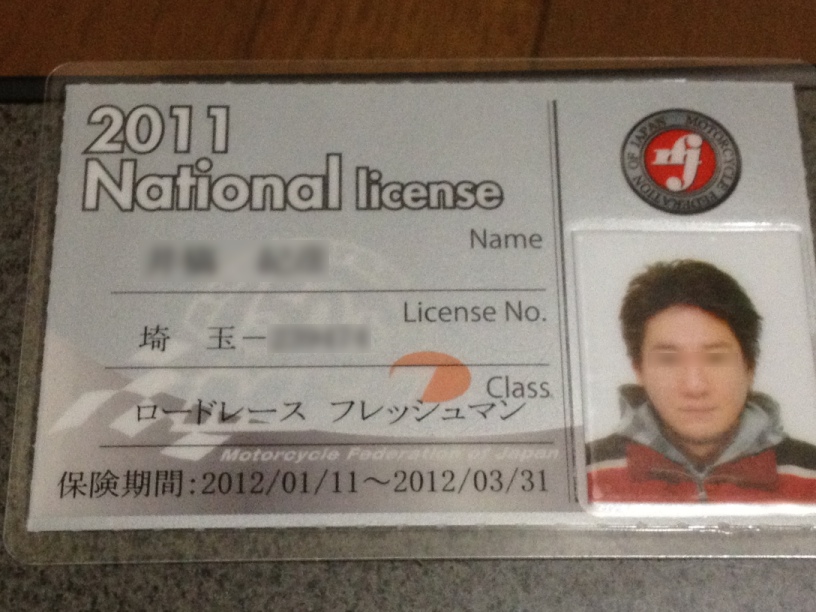 2011
National license
MOTORCYCLE FEDERATION OF JAPAN
mfj
Name
License No.
埼 玉－
Class
ロードレース フレッシュマン
Motorcycle Federation of Japan
保険期間:2012/01/11～2012/03/31